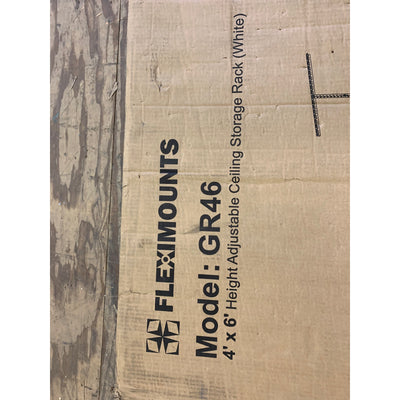 FLEXIMOUNTS
Model: GR46
4' x 6' Height Adjustable Ceiling Storage Rack (White)